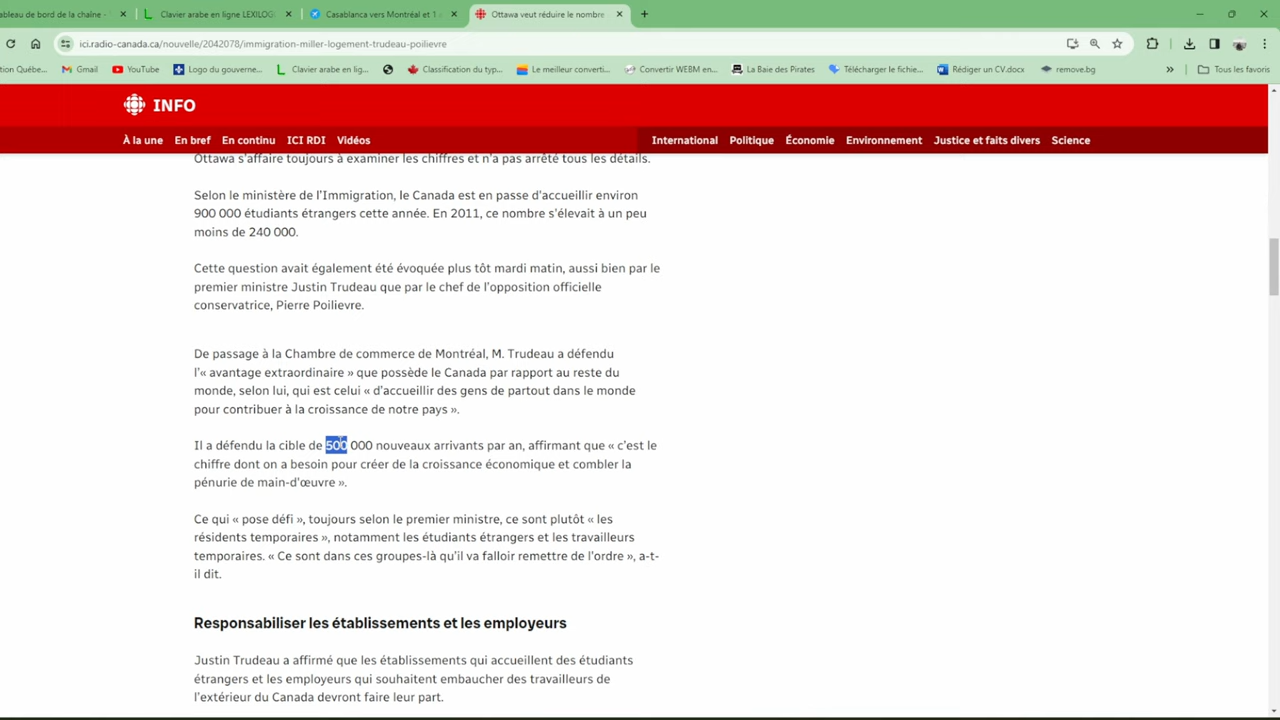 ableau de bord de la chaîne -
Clavier arabe en ligne LEXILOG
Casablanca vers Montréal et 1
Ottawa veut réduire le nombre
ici.radio-canada.ca/nouvelle/2042078/immigration-miller-logement-trudeau-poilievre
tion Québe...
Gmail
YouTube
Logo du gouverne...
Clavier arabe en lig...
Classification du typ...
Le meilleur converti...
Convertir WEBM en...
La Baie des Pirates
Télécharger le fichie...
Rédiger un CV.docx
remove.bg
»
Tous les favoris
INFO
À la une
En bref
En continu
ICI RDI
Vidéos
International
Politique
Économie
Environnement
Justice et faits divers
Science
Ottawa s’affaire toujours à examiner les chiffres et n’a pas arrêté tous les détails.
Selon le ministère de l’Immigration, le Canada est en passe d’accueillir environ
900 000 étudiants étrangers cette année. En 2011, ce nombre s’élevait à un peu
moins de 240 000.
Cette question avait également été évoquée plus tôt mardi matin, aussi bien par le
premier ministre Justin Trudeau que par le chef de l’opposition officielle
conservatrice, Pierre Poilievre.
De passage à la Chambre de commerce de Montréal, M. Trudeau a défendu
l’« avantage extraordinaire » que possède le Canada par rapport au reste du
monde, selon lui, qui est celui « d’accueillir des gens de partout dans le monde
pour contribuer à la croissance de notre pays ».
Il a défendu la cible de 500 000 nouveaux arrivants par an, affirmant que « c’est le
chiffre dont on a besoin pour créer de la croissance économique et combler la
pénurie de main-d’œuvre ».
Ce qui « pose défi », toujours selon le premier ministre, ce sont plutôt « les
résidents temporaires », notamment les étudiants étrangers et les travailleurs
temporaires. « Ce sont dans ces groupes-là qu’il va falloir remettre de l’ordre », a-t-
il dit.
Responsabiliser les établissements et les employeurs
Justin Trudeau a affirmé que les établissements qui accueillent des étudiants
étrangers et les employeurs qui souhaitent embaucher des travailleurs de
l’extérieur du Canada devront faire leur part.